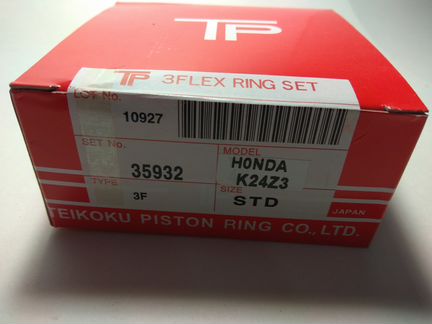 TP
TP 3FLEX RING SET
LOT No.
10927
SET No.
35932
MODEL
HONDA
K24Z3
TYPE
3F
SIZE
STD
JAPAN
TEIKOKU PISTON RING CO., LTD.